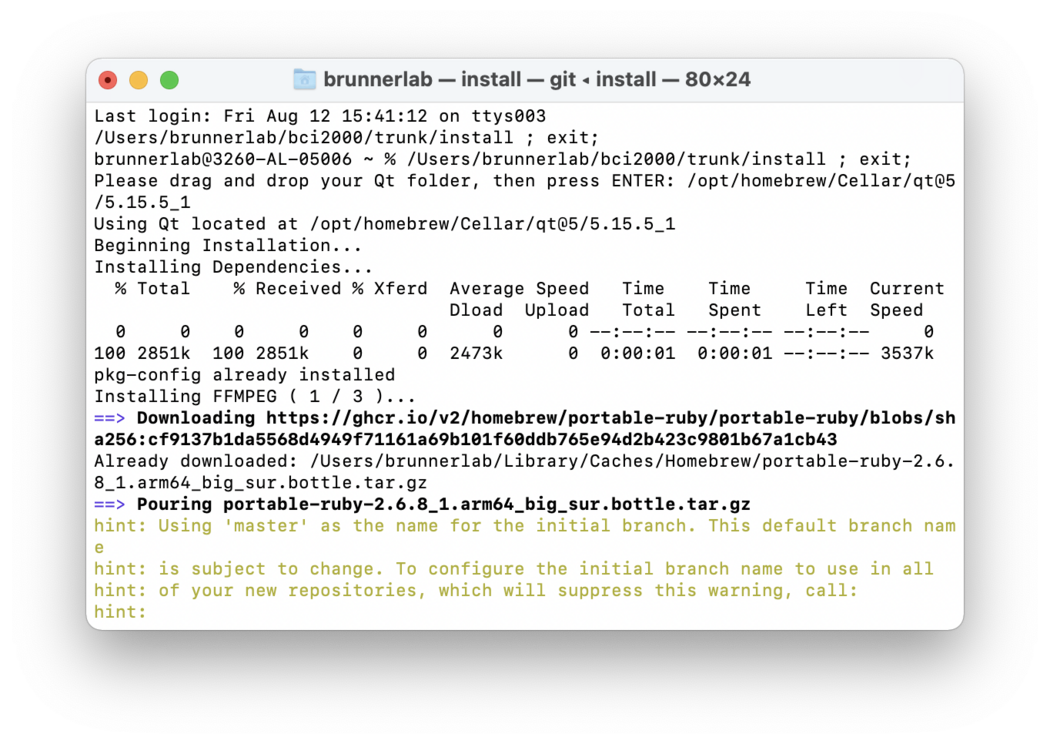 brunnerlab — install — git ◂ install — 80×24
Last login: Fri Aug 12 15:41:12 on ttys003
/Users/brunnerlab/bci2000/trunk/install ; exit;
brunnerlab@3260-AL-05006 ~ % /Users/brunnerlab/bci2000/trunk/install ; exit;
Please drag and drop your Qt folder, then press ENTER: /opt/homebrew/Cellar/qt@5
/5.15.5_1
Using Qt located at /opt/homebrew/Cellar/qt@5/5.15.5_1
Beginning Installation...
Installing Dependencies...
  % Total    % Received % Xferd  Average Speed   Time    Time     Time  Current
                                 Dload  Upload   Total   Spent    Left  Speed
  0     0    0     0    0     0      0      0 --:--:-- --:--:-- --:--:--     0
100 2851k  100 2851k    0     0  2473k      0  0:00:01  0:00:01 --:--:-- 3537k
pkg-config already installed
Installing FFMPEG ( 1 / 3 )...
==> Downloading https://ghcr.io/v2/homebrew/portable-ruby/portable-ruby/blobs/sh
a256:cf9137b1da5568d4949f71161a69b101f60ddb765e94d2b423c9801b67a1cb43
Already downloaded: /Users/brunnerlab/Library/Caches/Homebrew/portable-ruby-2.6.
8_1.arm64_big_sur.bottle.tar.gz
==> Pouring portable-ruby-2.6.8_1.arm64_big_sur.bottle.tar.gz
hint: Using 'master' as the name for the initial branch. This default branch nam
e
hint: is subject to change. To configure the initial branch name to use in all
hint: of your new repositories, which will suppress this warning, call:
hint: